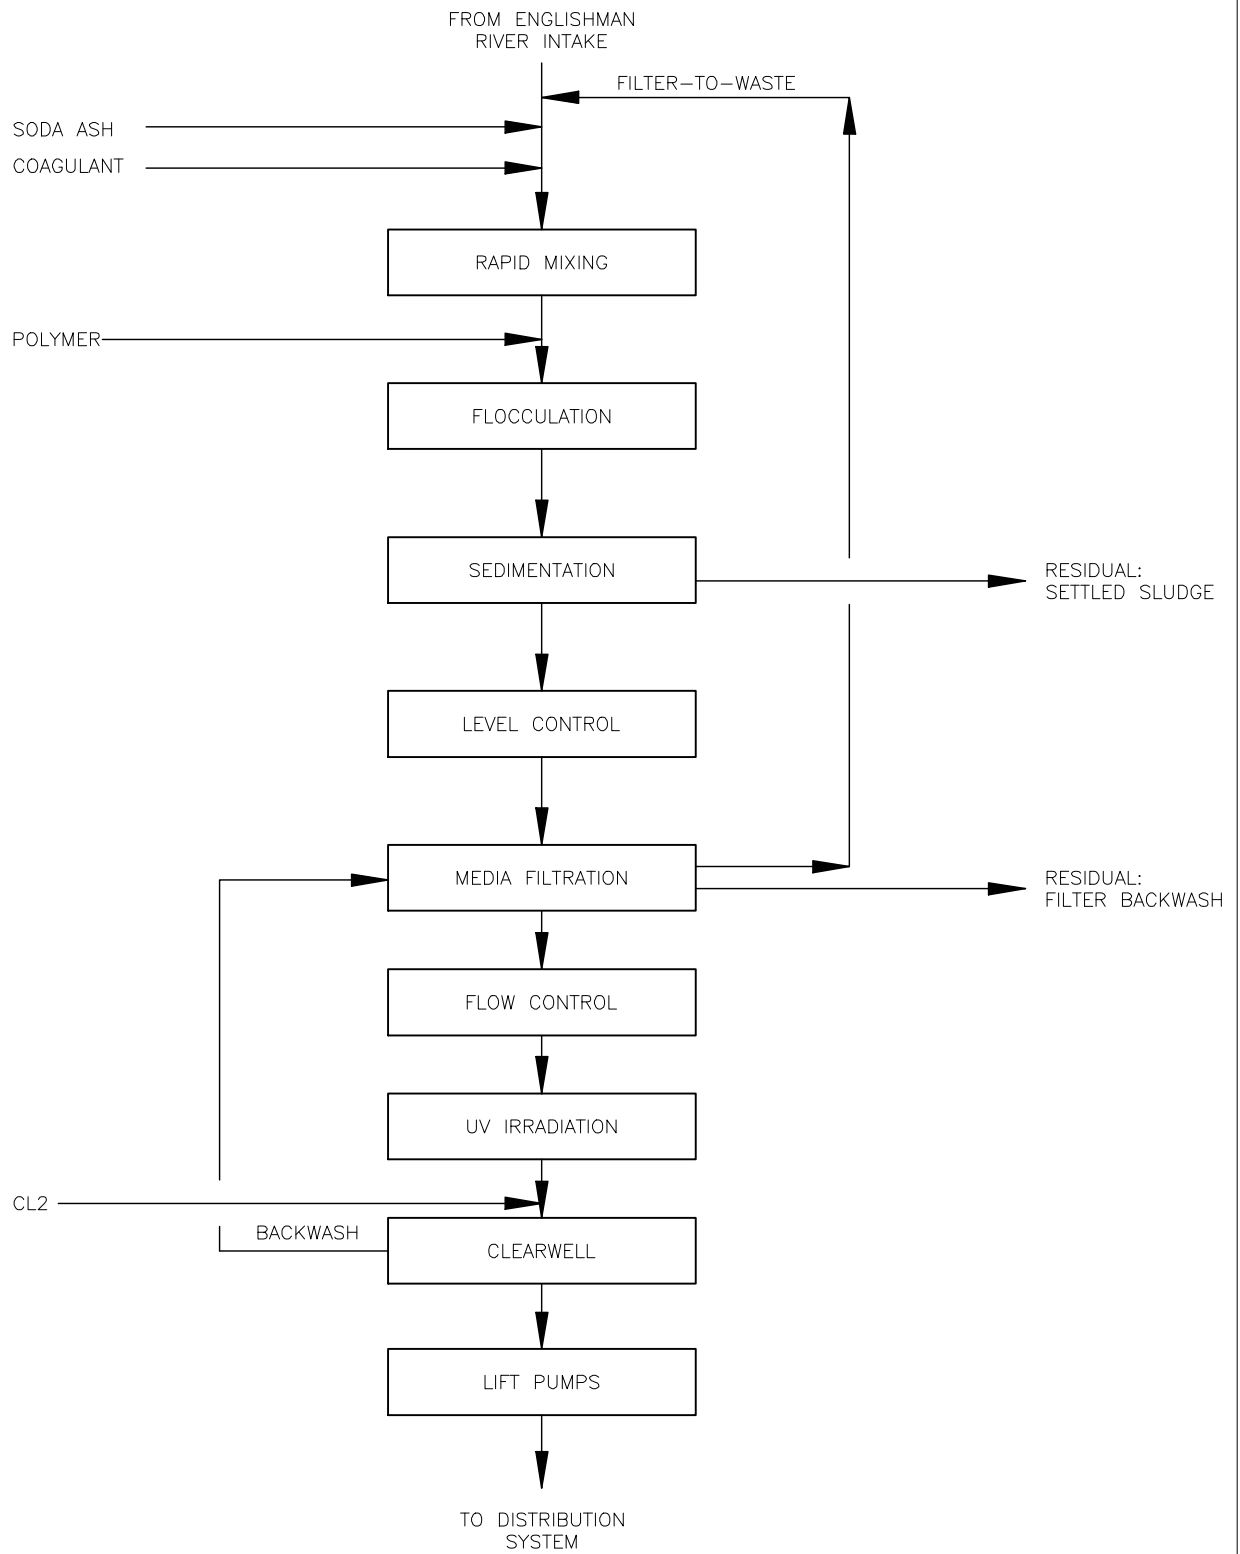 FROM ENGLISHMAN
RIVER INTAKE
FILTER-TO-WASTE
SODA ASH
COAGULANT
RAPID MIXING
POLYMER
FLOCCULATION
SEDIMENTATION
RESIDUAL:
SETTLED SLUDGE
LEVEL CONTROL
MEDIA FILTRATION
RESIDUAL:
FILTER BACKWASH
FLOW CONTROL
UV IRRADIATION
CL2
BACKWASH
CLEARWELL
LIFT PUMPS
TO DISTRIBUTION
SYSTEM